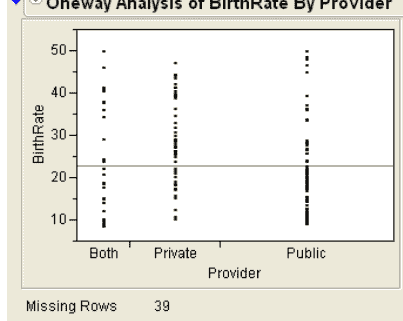 Oneway Analysis of BirthRate By Provider
50
40
30
20
10
BirthRate
Both Private Public
Provider
Missing Rows 39